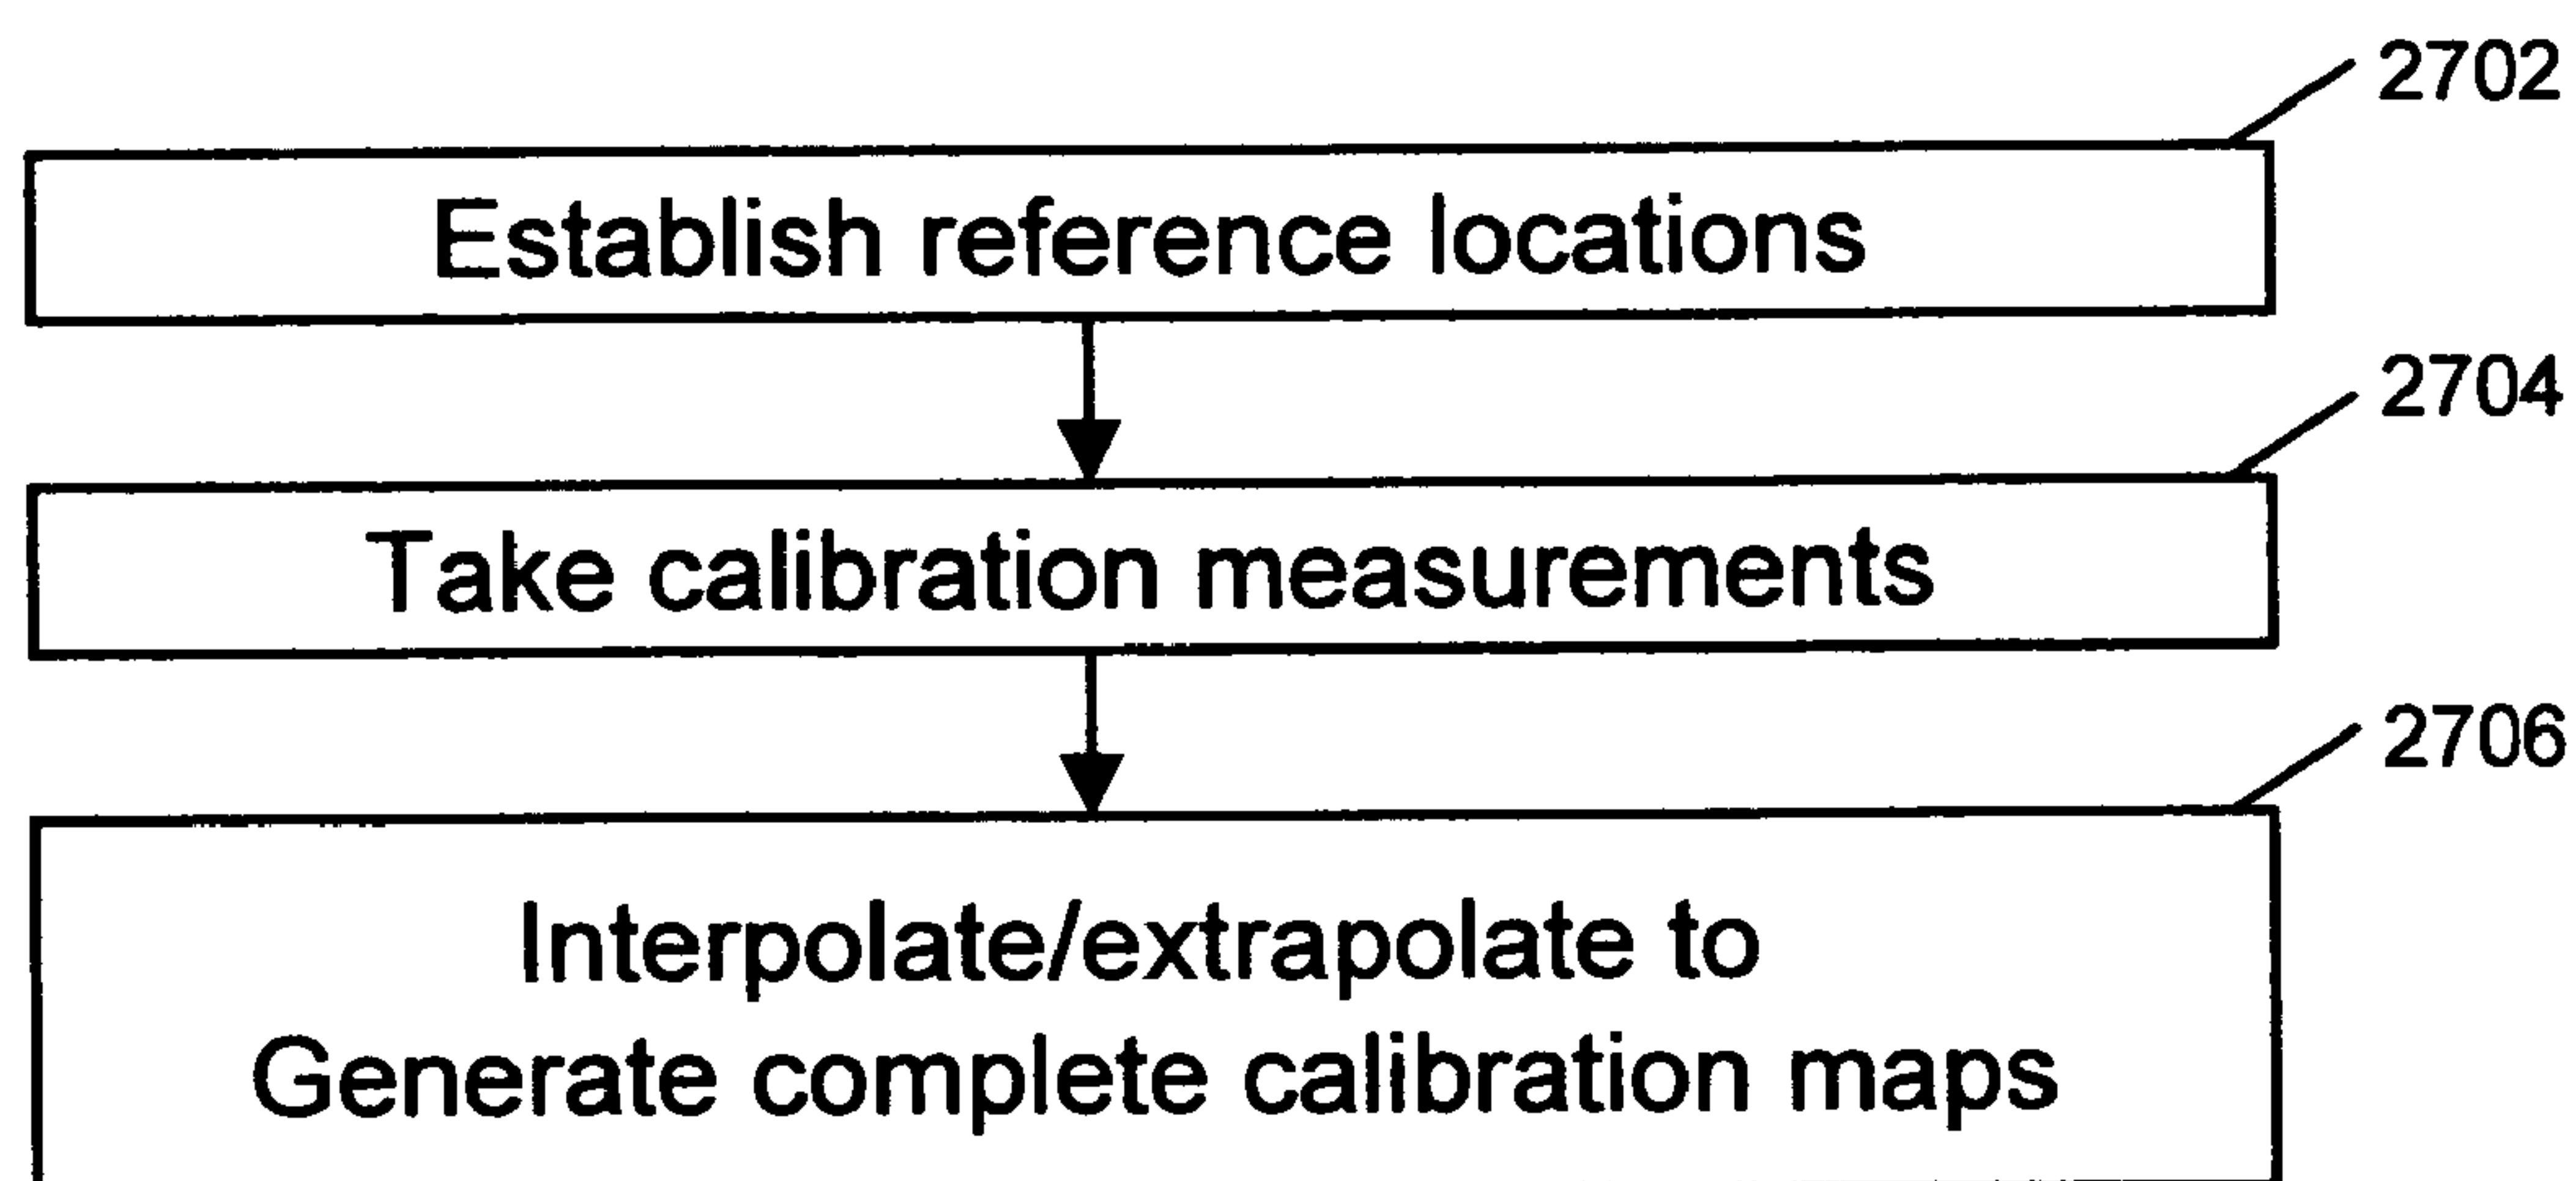 2702
Establish reference locations
2704
Take calibration measurements
2706
Interpolate/extrapolate to
Generate complete calibration maps